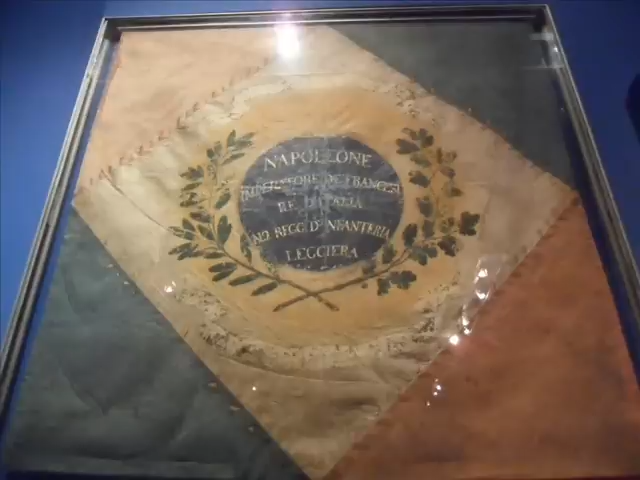 NAPOLEONE
IMPERATORE DE' FRANCESI
RE D'ITALIA
REGG. D'INFANTERIA
LEGGIERA